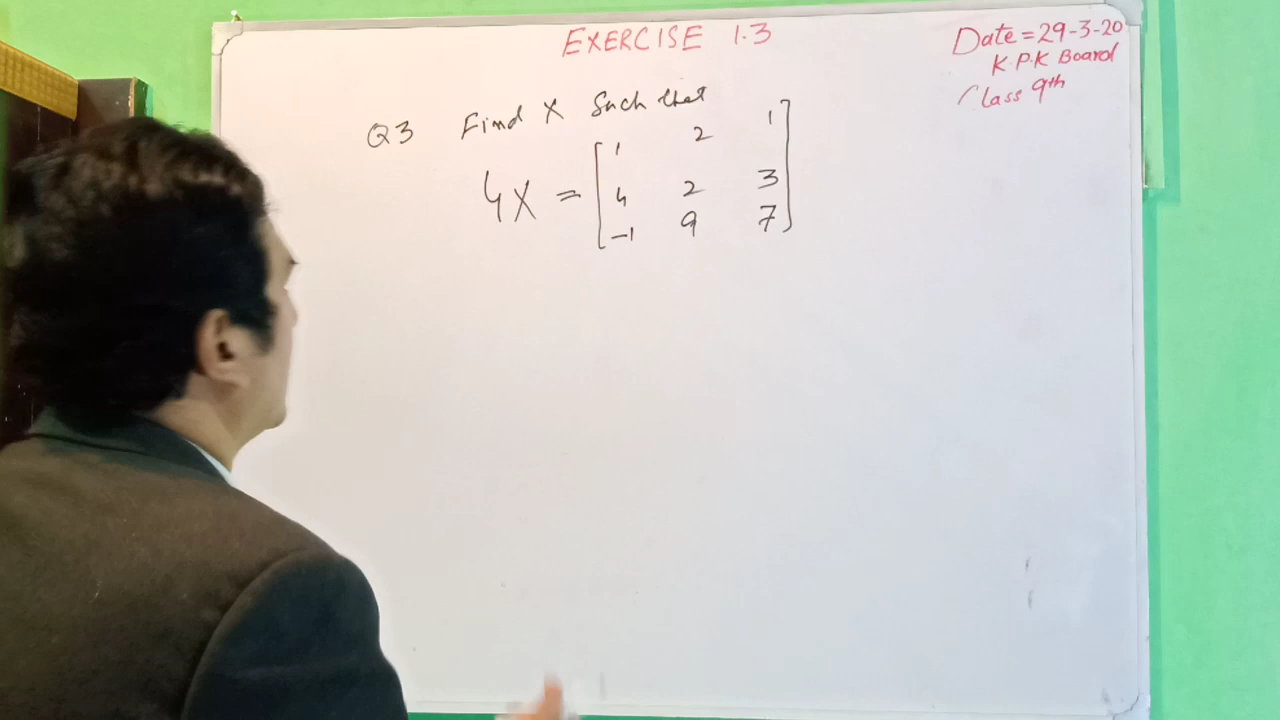 EXERCISE 1.3
Date = 29-3-20
K.P.K Board
Class 9th
Q3 Find X Such that
4X = [ 1 2 1
4 2 3
-1 9 7 ]